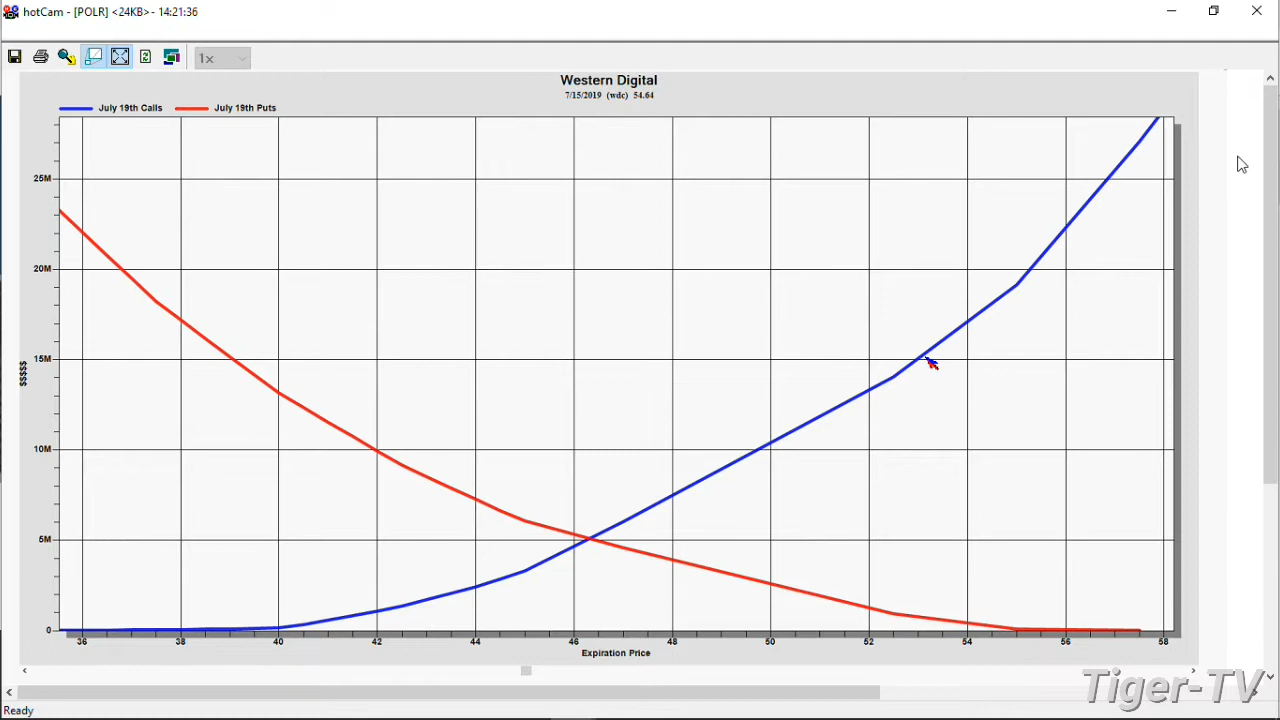 hotCam - [POLR] <24KB>- 14:21:36
1x
Western Digital
7/15/2019 (wdc) 54.64
July 19th Calls July 19th Puts
25M
20M
15M
$$$$$
10M
5M
0
36 38 40 42 44 46 48 50 52 54 56 58
Expiration Price
Tiger-TV
Ready